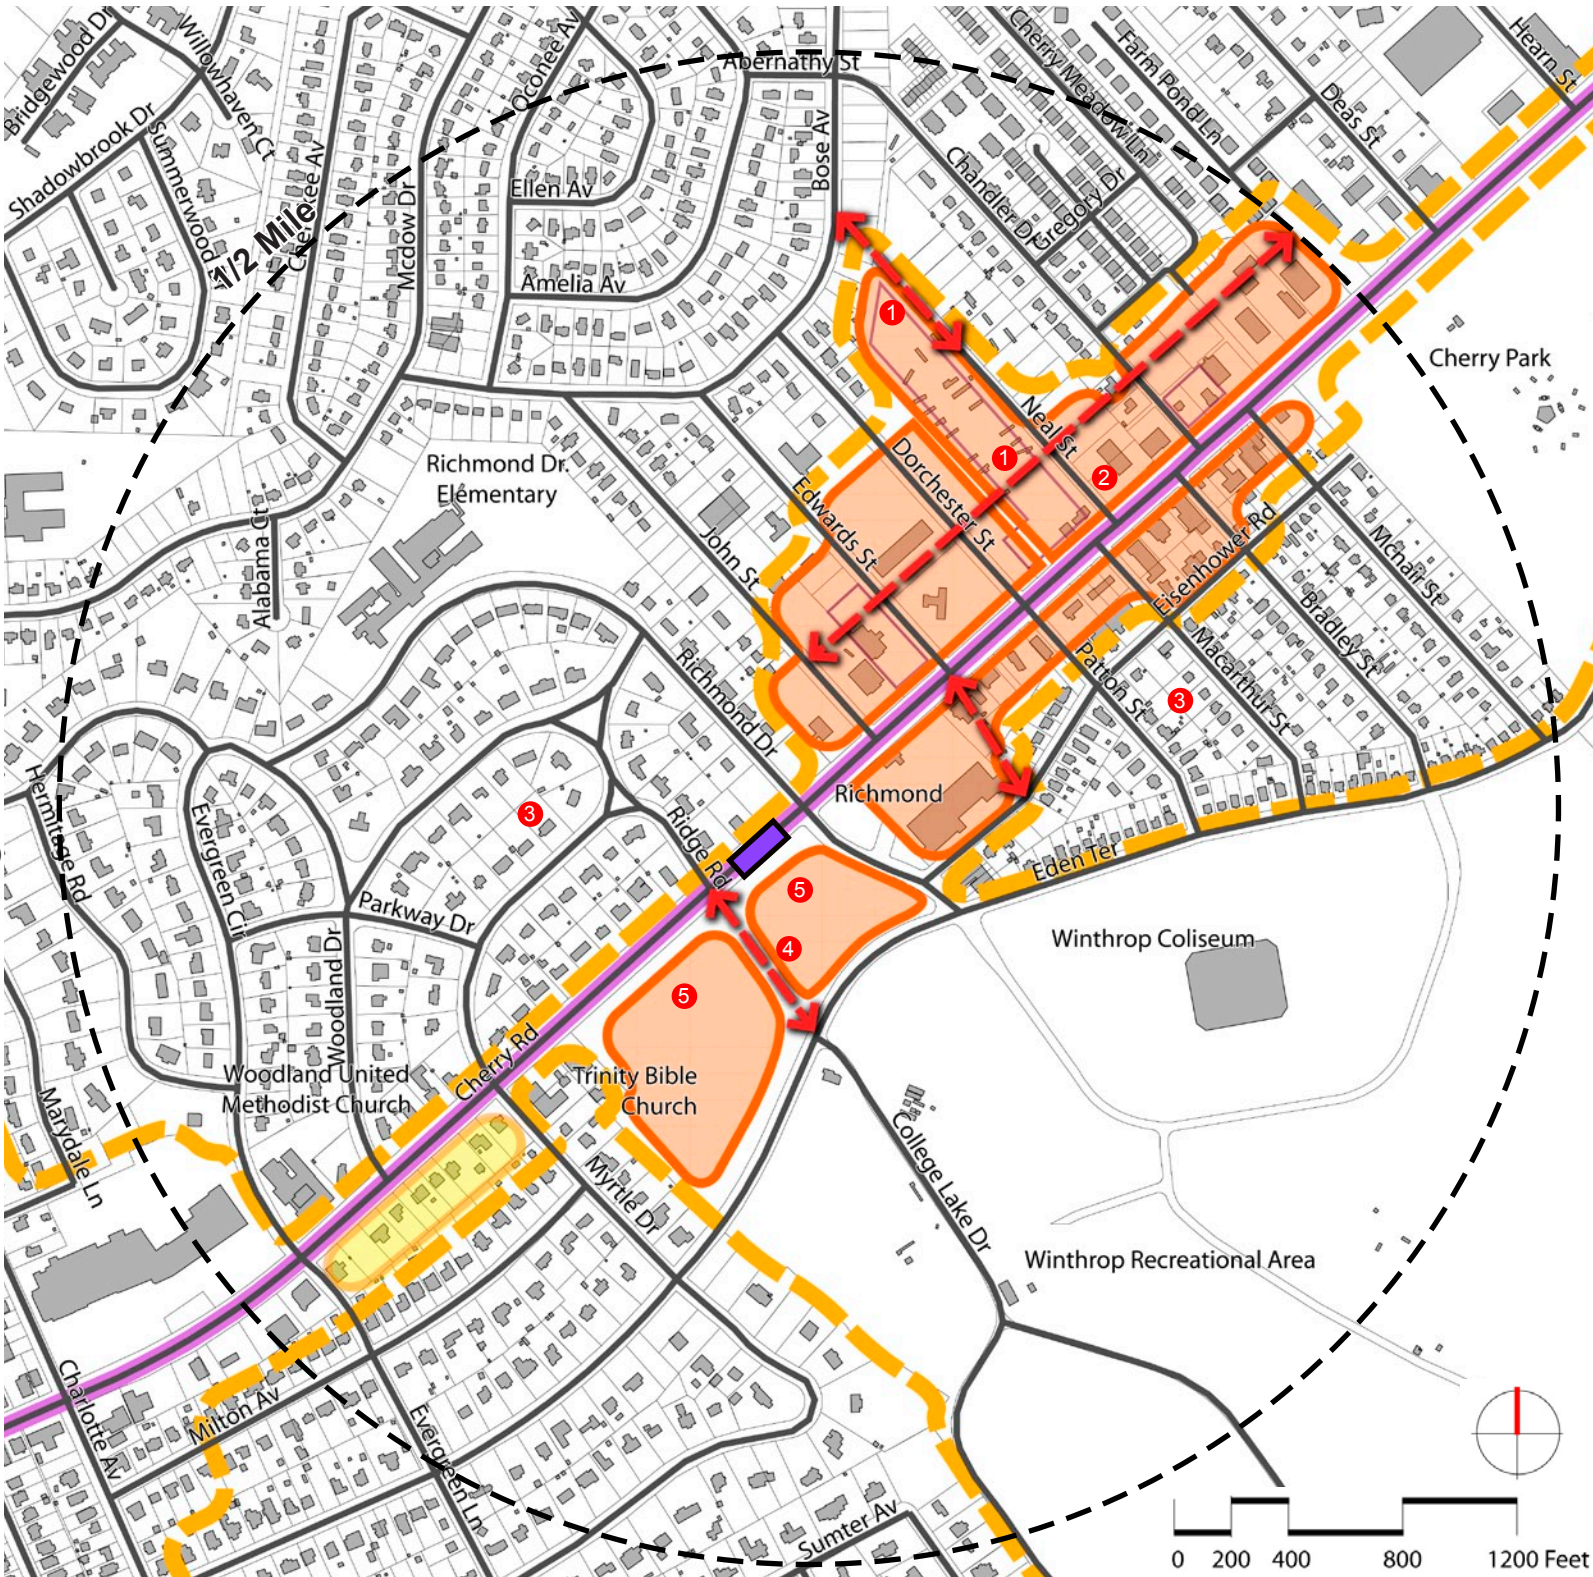 Bridgewood Dr
Willowhaven Ct
Oconee Av
Abernathy St
Cherry Meadow Ln
Farm Pond Ln
Hearn St
Deas St
Shadowbrook Dr
Summerwood
Mcdow Dr
Ellen Av
Bose Av
Chandler Dr
Gregory Dr
1/2 Mile
Amelia Av
1
Cherry Park
Neal St
Richmond Dr.
Elementary
1
2
Dorchester St
Edwards St
John St
Alabama Ct
Eisenhower Rd
Mcnair St
Bradley St
Macarthur St
Patton St
3
Richmond Dr
Hermitage Rd
Evergreen Cir
3
Ridge Rd
Richmond
Eden Ter
5
Parkway Dr
Woodland Dr
4
Winthrop Coliseum
5
Cherry Rd
Woodland United
Methodist Church
Trinity Bible
Church
Marydale Ln
Myrtle Dr
College Lake Dr
Winthrop Recreational Area
Charlotte Av
Milton Av
Evergreen Ln
Sumter Av
0 200 400 800 1200 Feet